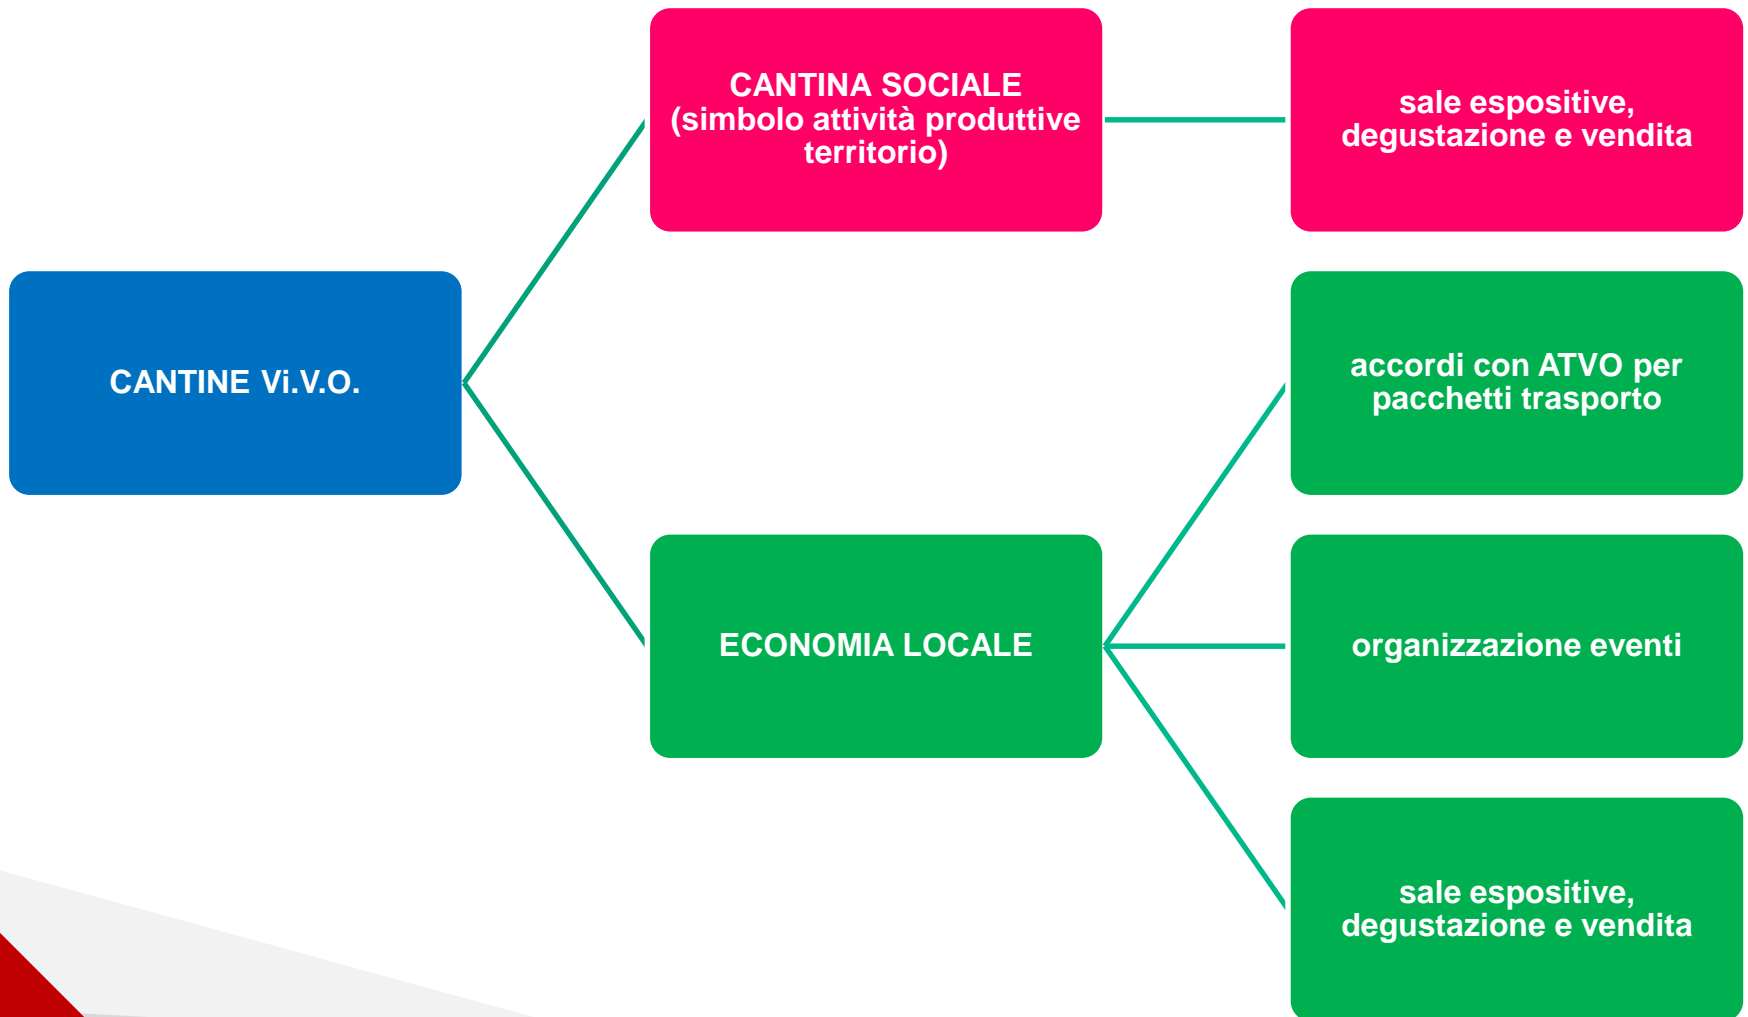 CANTINE Vi.V.O.
CANTINA SOCIALE
(simbolo attività produttive
territorio)
sale espositive,
degustazione e vendita
ECONOMIA LOCALE
accordi con ATVO per
pacchetti trasporto
organizzazione eventi
sale espositive,
degustazione e vendita